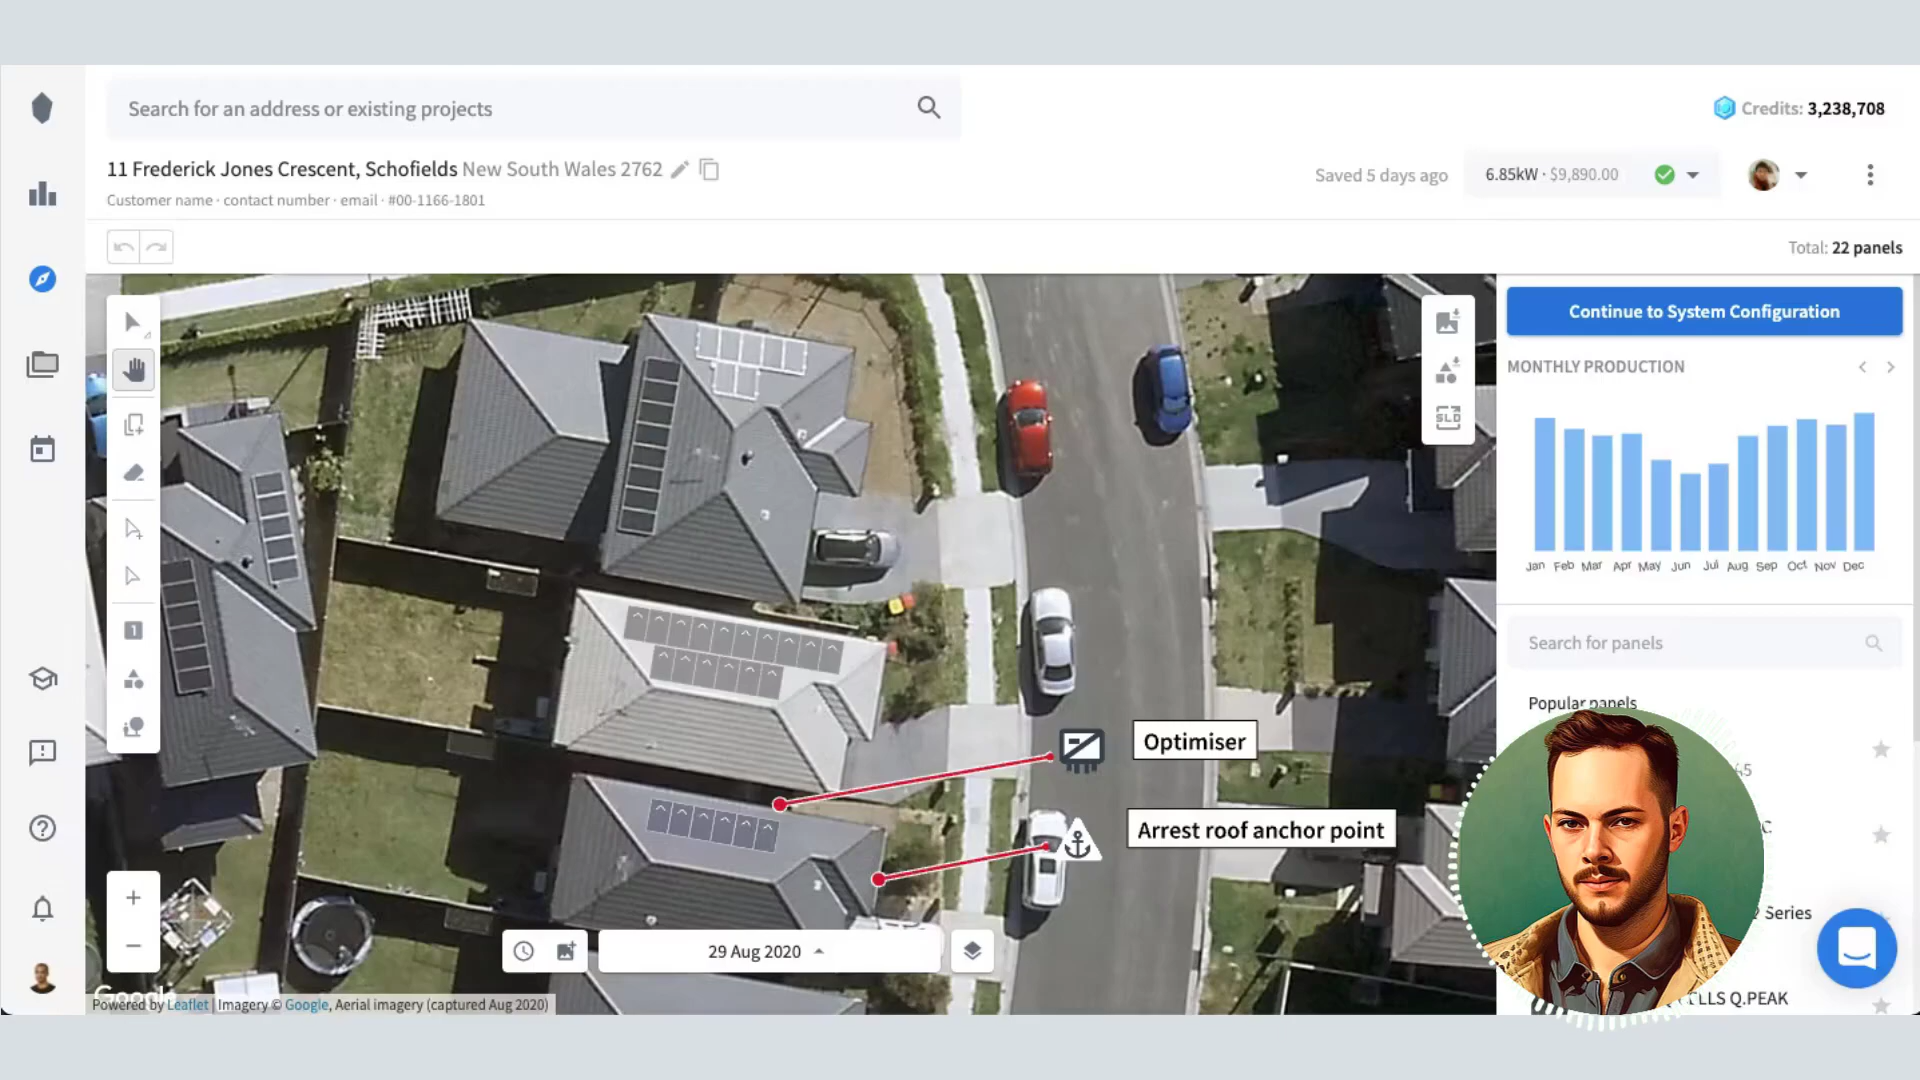 Search for an address or existing projects
Credits: 3,238,708
11 Frederick Jones Crescent, Schofields New South Wales 2762
Customer name · contact number · email · #00-1166-1801
Saved 5 days ago
6.85kW · $9,890.00
Total: 22 panels
Continue to System Configuration
MONTHLY PRODUCTION
Jan Feb Mar Apr May Jun Jul Aug Sep Oct Nov Dec
SLD
1
Search for panels
Popular panels
Optimiser
Arrest roof anchor point
Series
29 Aug 2020
Q.PEAK
Google
Powered by Leaflet | Imagery © Google, Aerial imagery (captured Aug 2020)